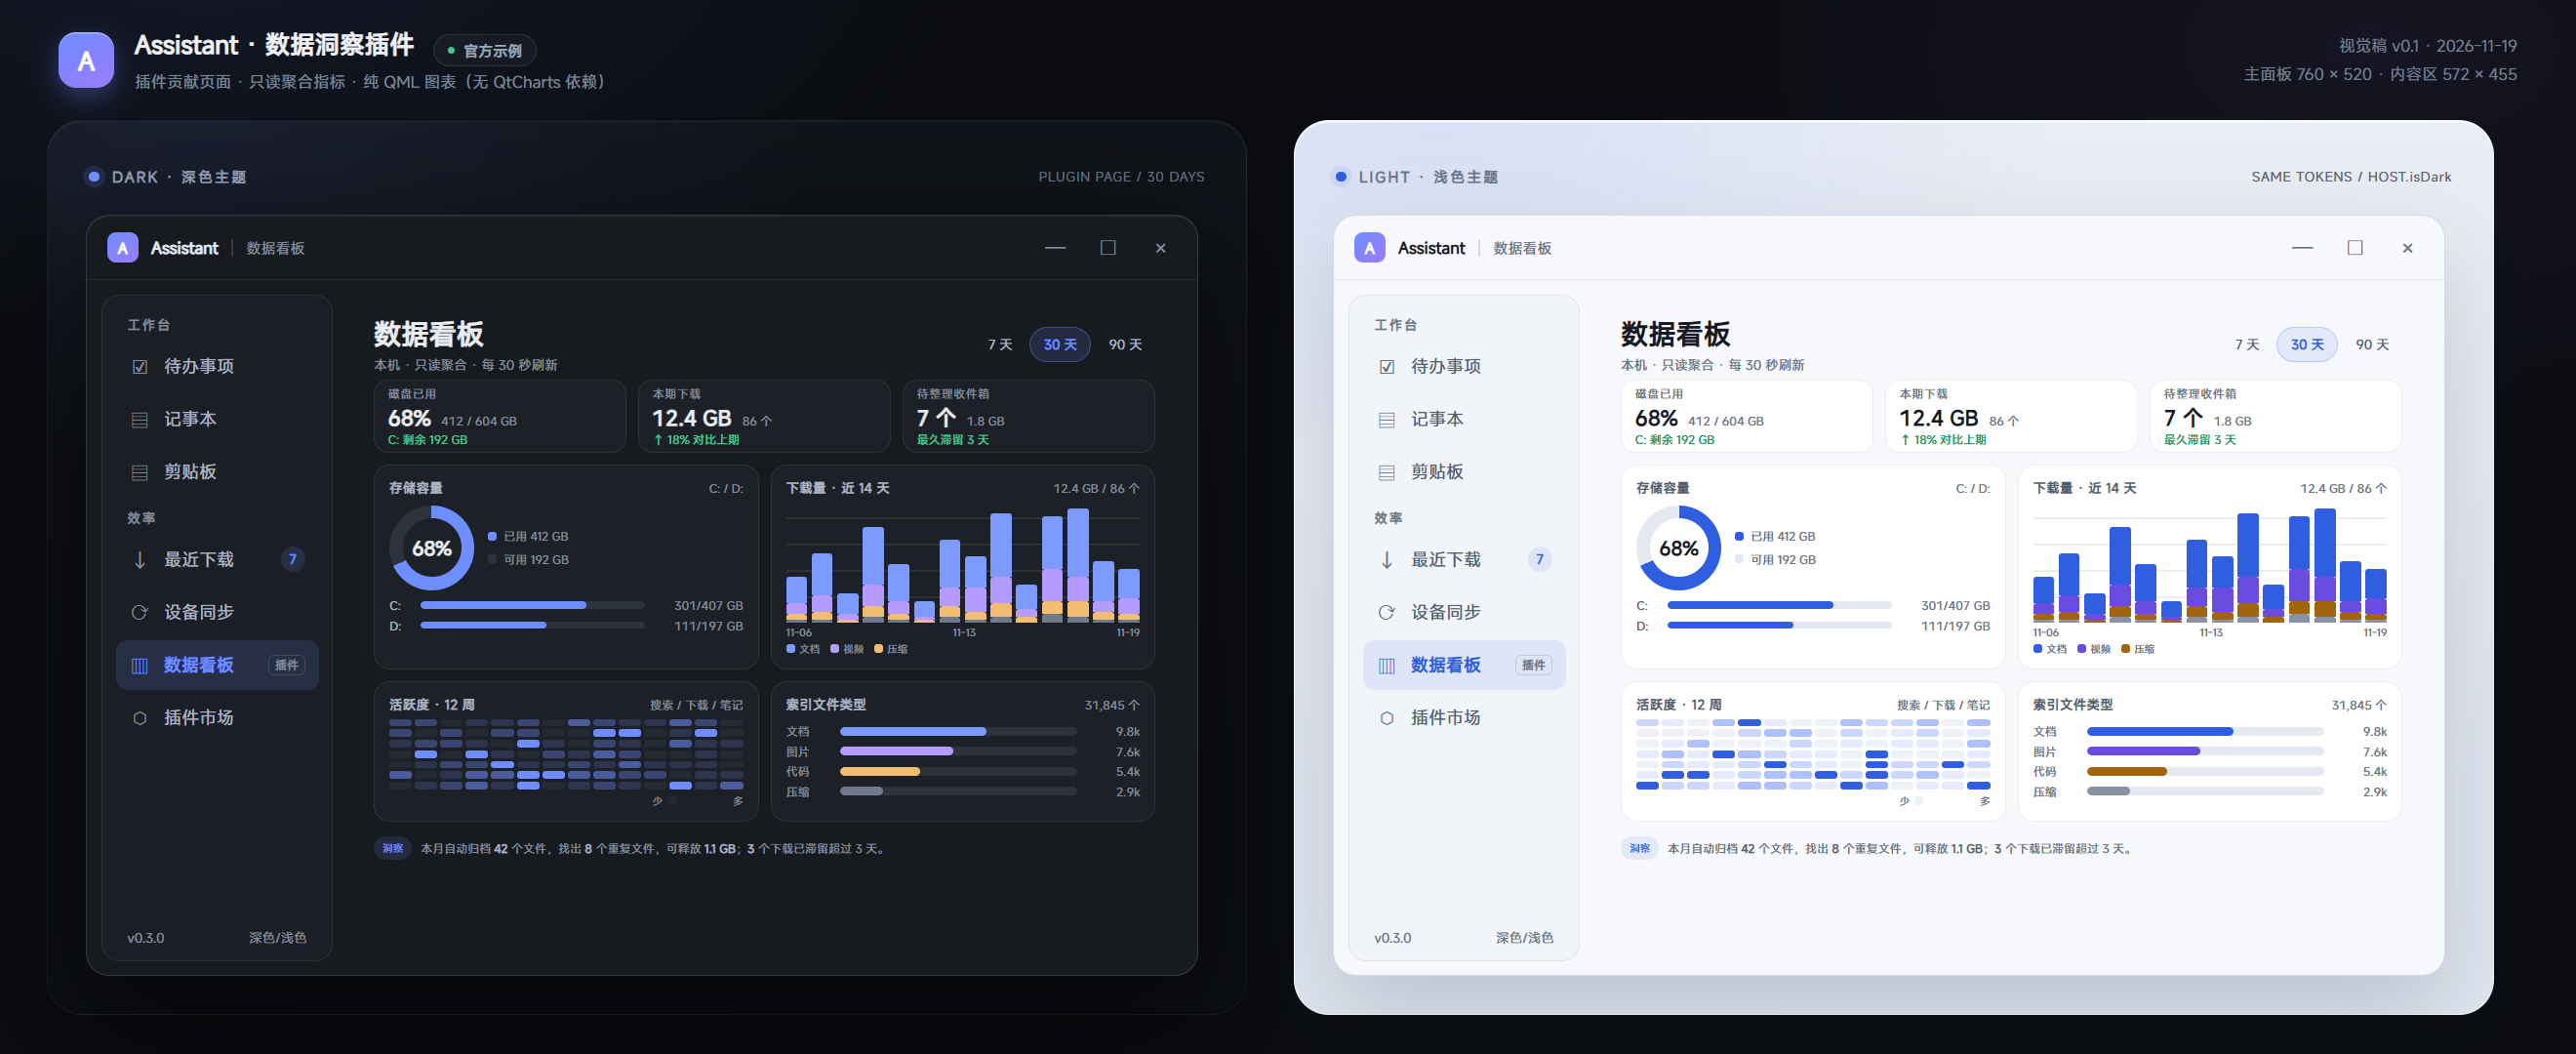 A
Assistant · 数据洞察插件
官方示例
插件贡献页面 · 只读聚合指标 · 纯 QML 图表（无 QtCharts 依赖）
视觉稿 v0.1 · 2026-11-19
主面板 760 × 520 · 内容区 572 × 455
DARK · 深色主题
PLUGIN PAGE / 30 DAYS
A
Assistant
数据看板
工作台
待办事项
记事本
剪贴板
效率
最近下载
7
设备同步
数据看板
插件
插件市场
v0.3.0
深色/浅色
数据看板
本机 · 只读聚合 · 每 30 秒刷新
7 天
30 天
90 天
磁盘已用
68% 412 / 604 GB
C: 剩余 192 GB
本期下载
12.4 GB 86 个
↑ 18% 对比上期
待整理收件箱
7 个 1.8 GB
最久滞留 3 天
存储容量
C: / D:
68%
已用 412 GB
可用 192 GB
C:
301/407 GB
D:
111/197 GB
下载量 · 近 14 天
12.4 GB / 86 个
11-06
11-13
11-19
文档
视频
压缩
活跃度 · 12 周
搜索 / 下载 / 笔记
少
多
索引文件类型
31,845 个
文档
9.8k
图片
7.6k
代码
5.4k
压缩
2.9k
洞察
本月自动归档 42 个文件，找出 8 个重复文件，可释放 1.1 GB；3 个下载已滞留超过 3 天。
LIGHT · 浅色主题
SAME TOKENS / HOST.isDark
A
Assistant
数据看板
工作台
待办事项
记事本
剪贴板
效率
最近下载
7
设备同步
数据看板
插件
插件市场
v0.3.0
深色/浅色
数据看板
本机 · 只读聚合 · 每 30 秒刷新
7 天
30 天
90 天
磁盘已用
68% 412 / 604 GB
C: 剩余 192 GB
本期下载
12.4 GB 86 个
↑ 18% 对比上期
待整理收件箱
7 个 1.8 GB
最久滞留 3 天
存储容量
C: / D:
68%
已用 412 GB
可用 192 GB
C:
301/407 GB
D:
111/197 GB
下载量 · 近 14 天
12.4 GB / 86 个
11-06
11-13
11-19
文档
视频
压缩
活跃度 · 12 周
搜索 / 下载 / 笔记
少
多
索引文件类型
31,845 个
文档
9.8k
图片
7.6k
代码
5.4k
压缩
2.9k
洞察
本月自动归档 42 个文件，找出 8 个重复文件，可释放 1.1 GB；3 个下载已滞留超过 3 天。